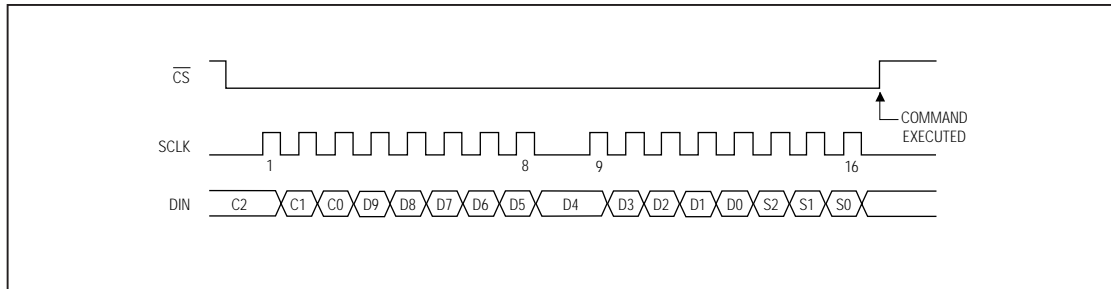 CS
COMMAND
EXECUTED
SCLK
1 8 9 16
DIN C2 C1 C0 D9 D8 D7 D6 D5 D4 D3 D2 D1 D0 S2 S1 S0